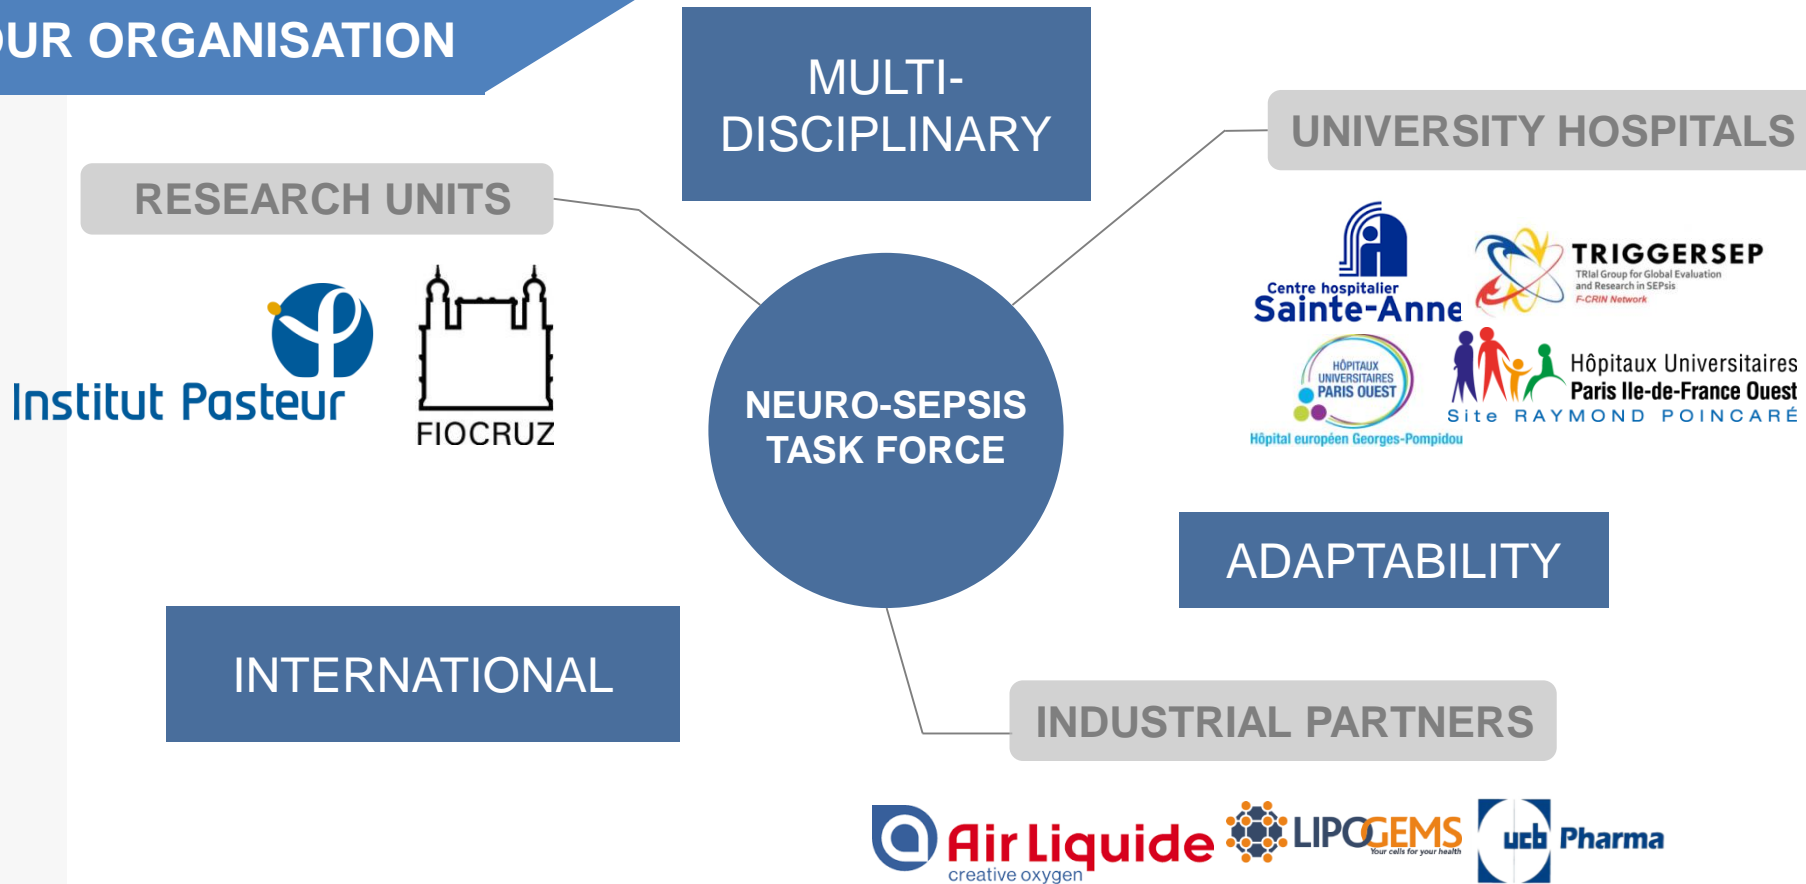 OUR ORGANISATION
MULTI-
DISCIPLINARY
RESEARCH UNITS
UNIVERSITY HOSPITALS
Institut Pasteur
FIOCRUZ
Centre hospitalier
Sainte-Anne
TRIGGERSEP
TRIal Group for Global Evaluation
and Research in SEPsis
F-CRIN Network
HÔPITAUX
UNIVERSITAIRES
PARIS OUEST
Hôpital européen Georges-Pompidou
Hôpitaux Universitaires
Paris Ile-de-France Ouest
Site RAYMOND POINCARÉ
NEURO-SEPSIS
TASK FORCE
ADAPTABILITY
INTERNATIONAL
INDUSTRIAL PARTNERS
Air Liquide
creative oxygen
LIPOGEMS
Your cells for your health
ucb Pharma